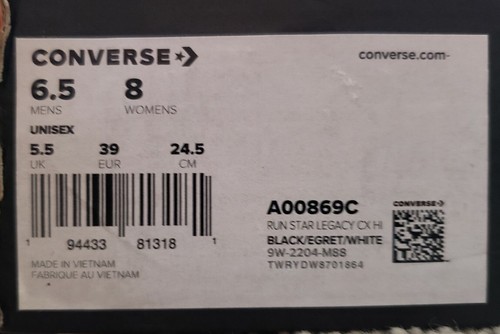 CONVERSE
converse.com
6.5 8
MENS WOMENS
UNISEX
5.5 39 24.5
UK EUR CM
1 94433 81318 1
MADE IN VIETNAM
FABRIQUE AU VIETNAM
A00869C
RUN STAR LEGACY CX HI
BLACK/EGRET/WHITE
9W-2204-M88
TWRYDW8701864
CONVERSE